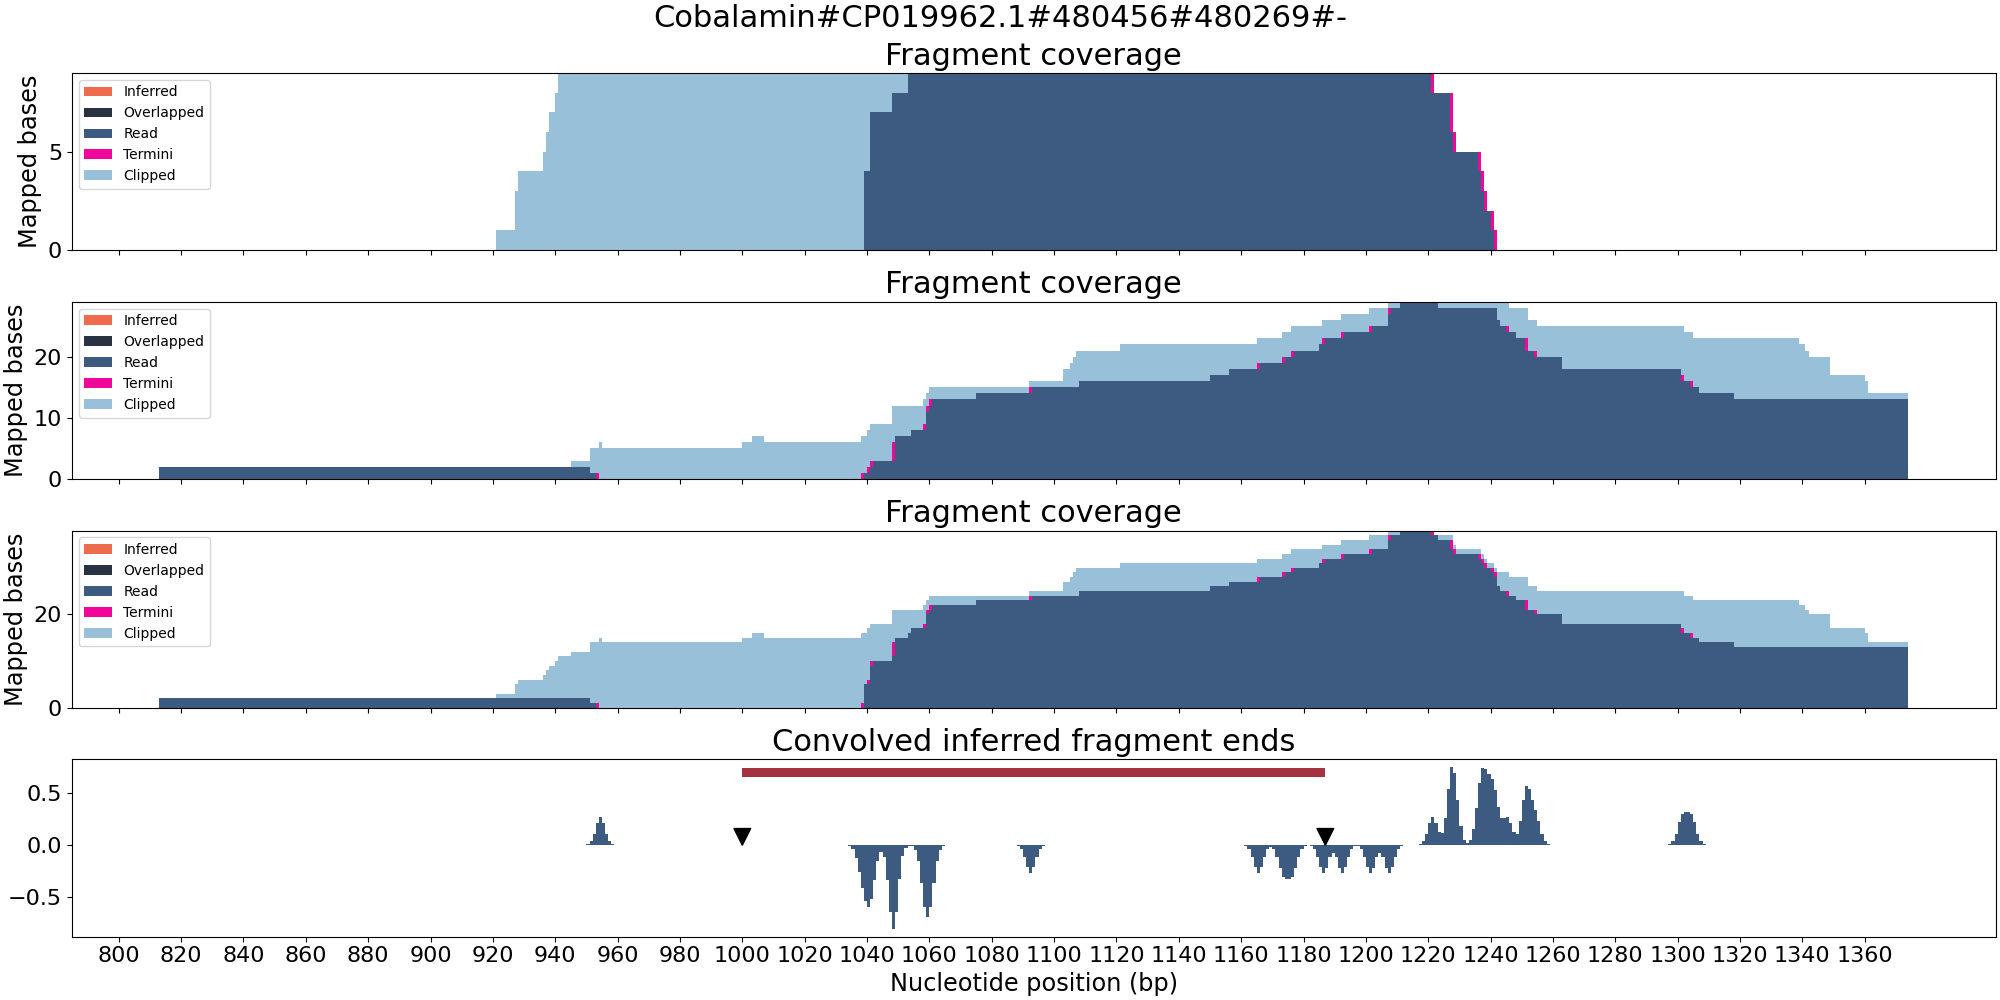 Cobalamin#CP019962.1#480456#480269#-
Fragment coverage
Mapped bases
5
0
Inferred
Overlapped
Read
Termini
Clipped
Fragment coverage
Mapped bases
20
10
0
Inferred
Overlapped
Read
Termini
Clipped
Fragment coverage
Mapped bases
20
0
Inferred
Overlapped
Read
Termini
Clipped
Convolved inferred fragment ends
0.5
0.0
−0.5
800 820 840 860 880 900 920 940 960 980 1000 1020 1040 1060 1080 1100 1120 1140 1160 1180 1200 1220 1240 1260 1280 1300 1320 1340 1360
Nucleotide position (bp)